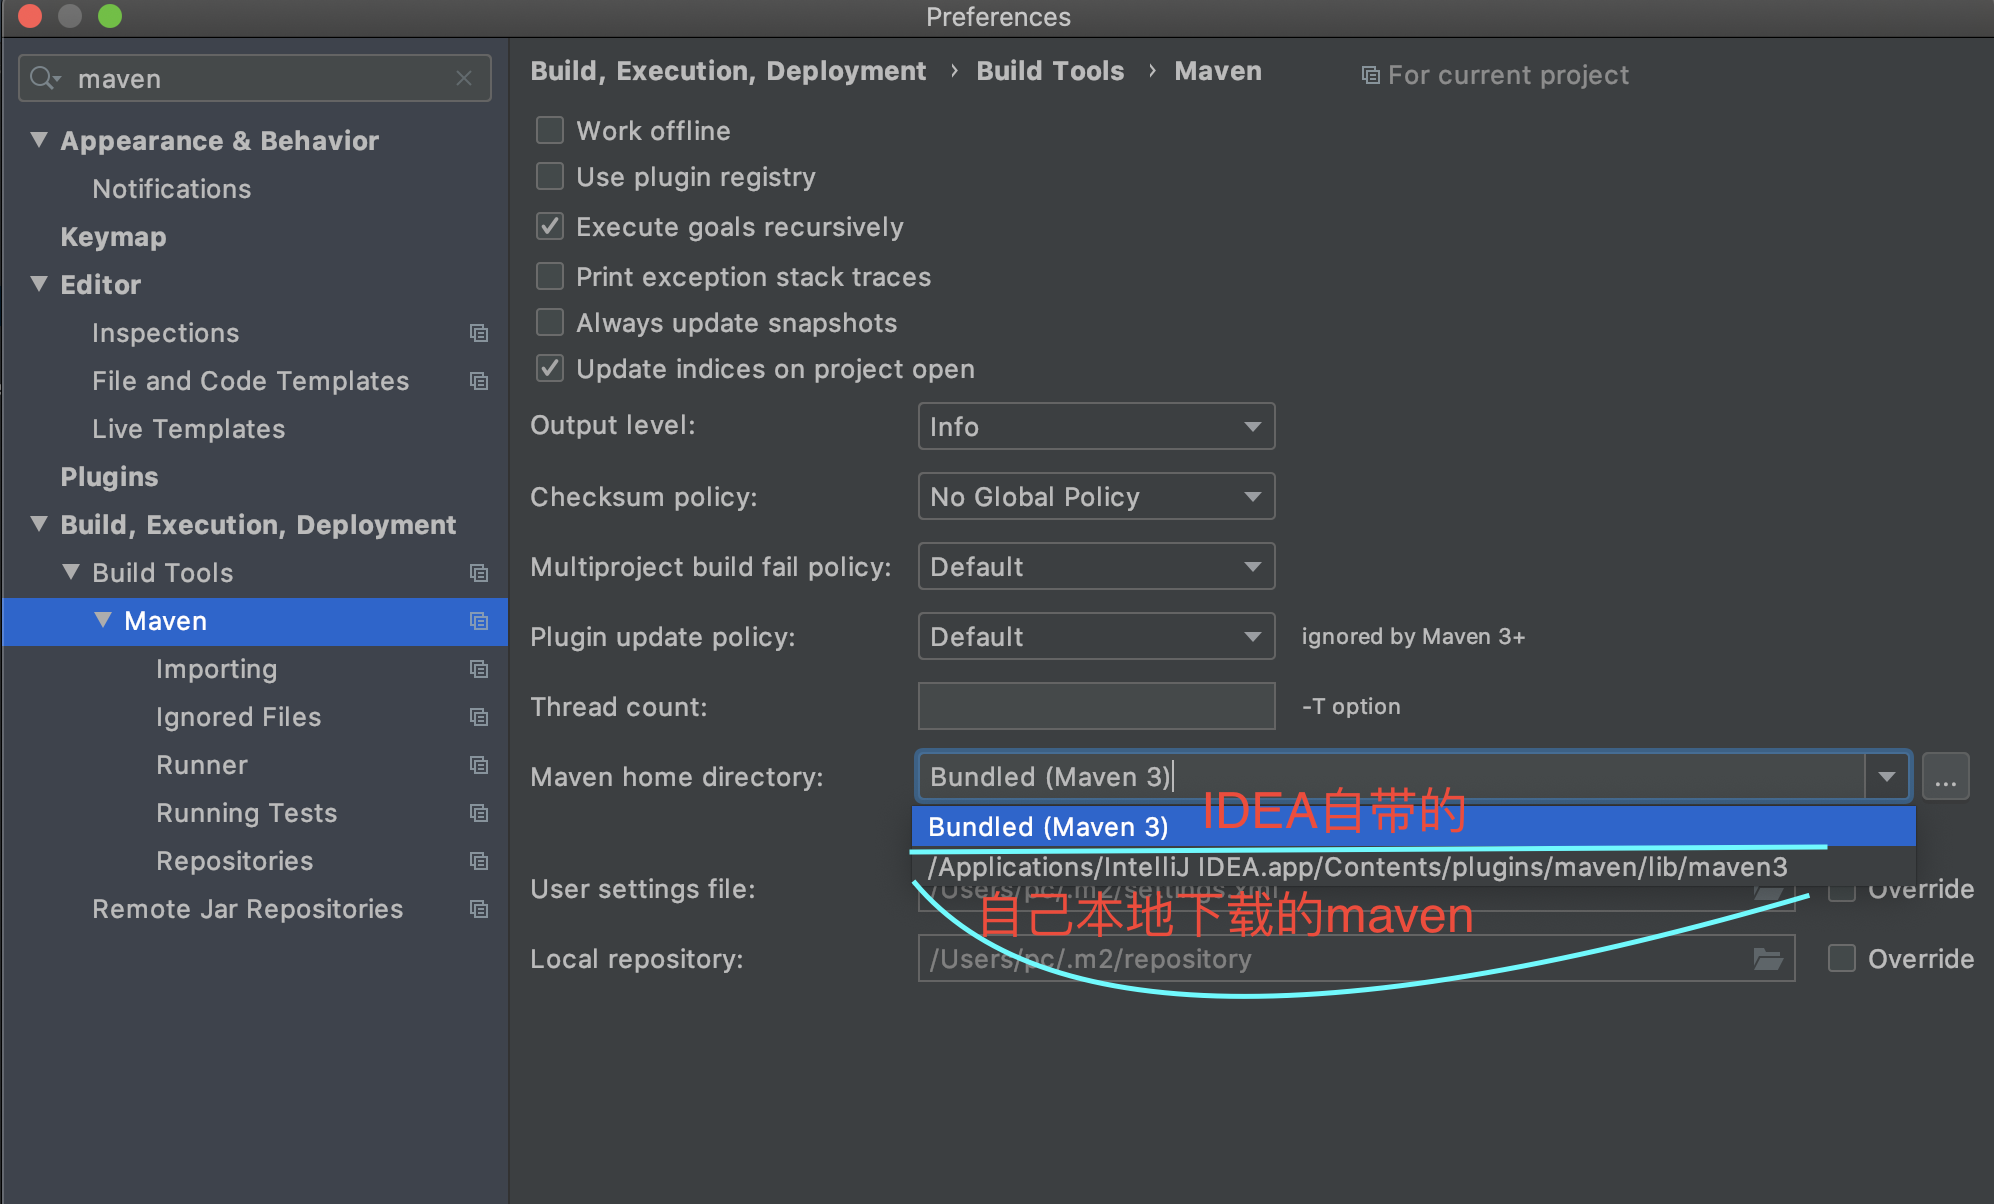 Preferences
maven
Appearance & Behavior
Notifications
Keymap
Editor
Inspections
File and Code Templates
Live Templates
Plugins
Build, Execution, Deployment
Build Tools
Maven
Importing
Ignored Files
Runner
Running Tests
Repositories
Remote Jar Repositories
Build, Execution, Deployment › Build Tools › Maven For current project
Work offline
Use plugin registry
Execute goals recursively
Print exception stack traces
Always update snapshots
Update indices on project open
Output level: Info
Checksum policy: No Global Policy
Multiproject build fail policy: Default
Plugin update policy: Default ignored by Maven 3+
Thread count: -T option
Maven home directory: Bundled (Maven 3) ...
Bundled (Maven 3) IDEA自带的
/Applications/IntelliJ IDEA.app/Contents/plugins/maven/lib/maven3
User settings file: /Users/pc/.m2/settings.xml Override
自己本地下载的maven
Local repository: /Users/pc/.m2/repository Override